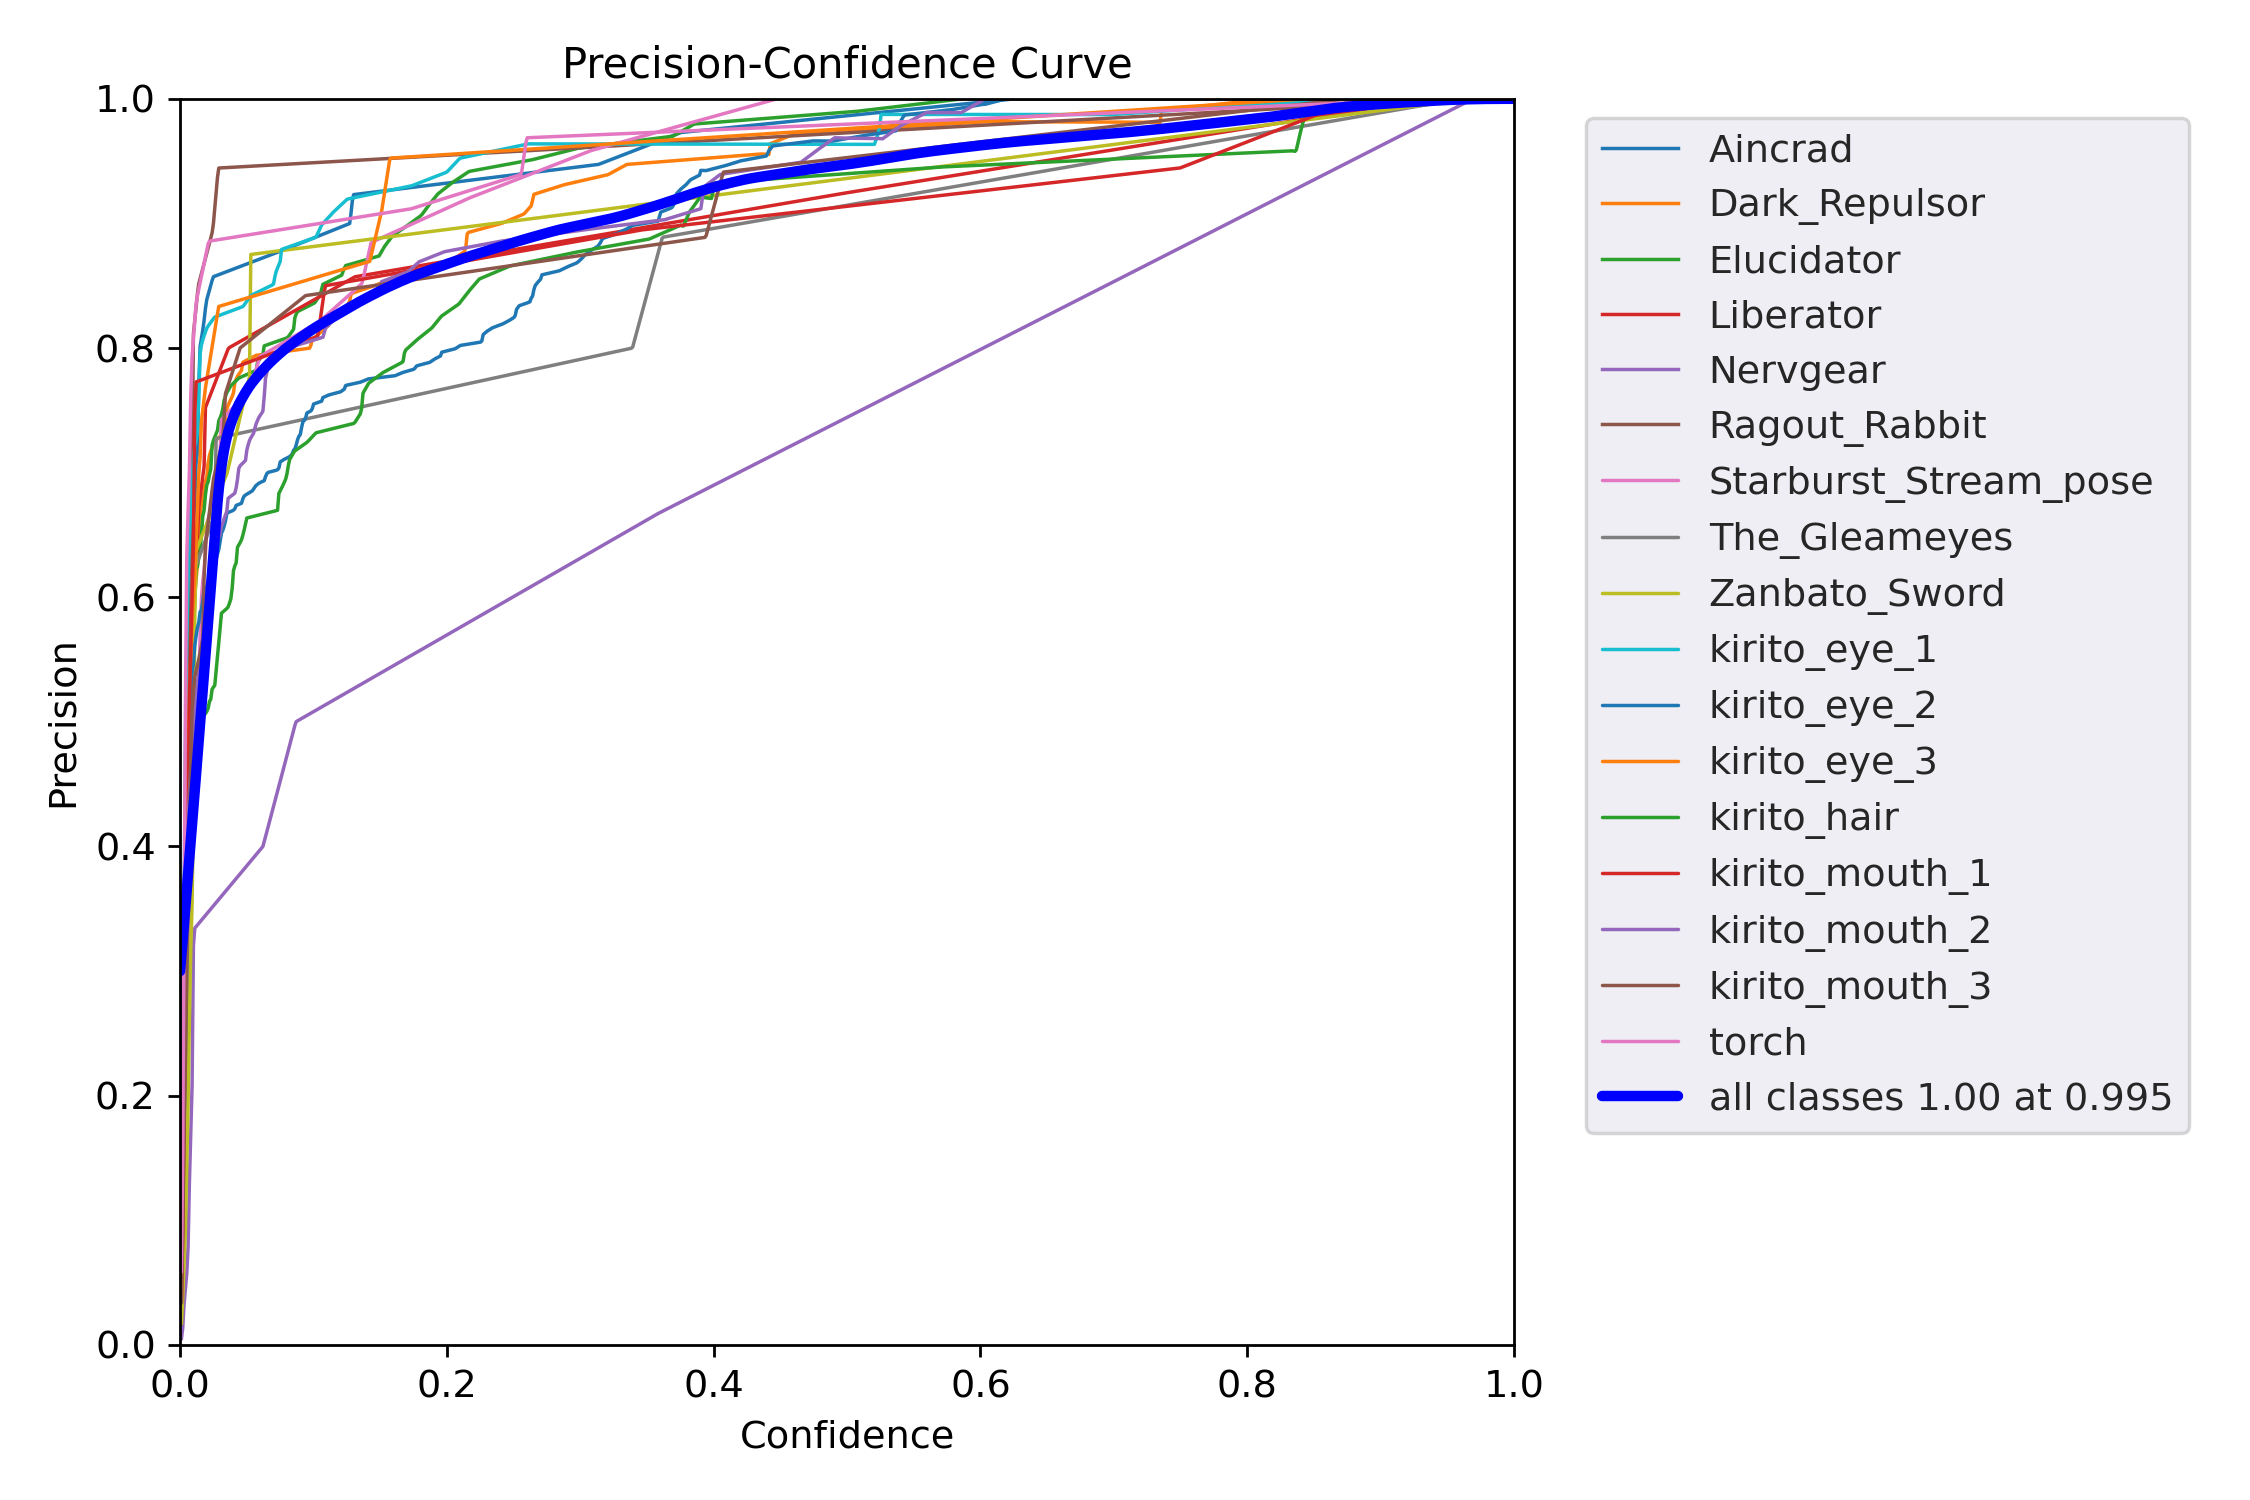 Precision-Confidence Curve
1.0
0.8
0.6
0.4
0.2
0.0
Precision
0.0 0.2 0.4 0.6 0.8 1.0
Confidence
Aincrad
Dark_Repulsor
Elucidator
Liberator
Nervgear
Ragout_Rabbit
Starburst_Stream_pose
The_Gleameyes
Zanbato_Sword
kirito_eye_1
kirito_eye_2
kirito_eye_3
kirito_hair
kirito_mouth_1
kirito_mouth_2
kirito_mouth_3
torch
all classes 1.00 at 0.995